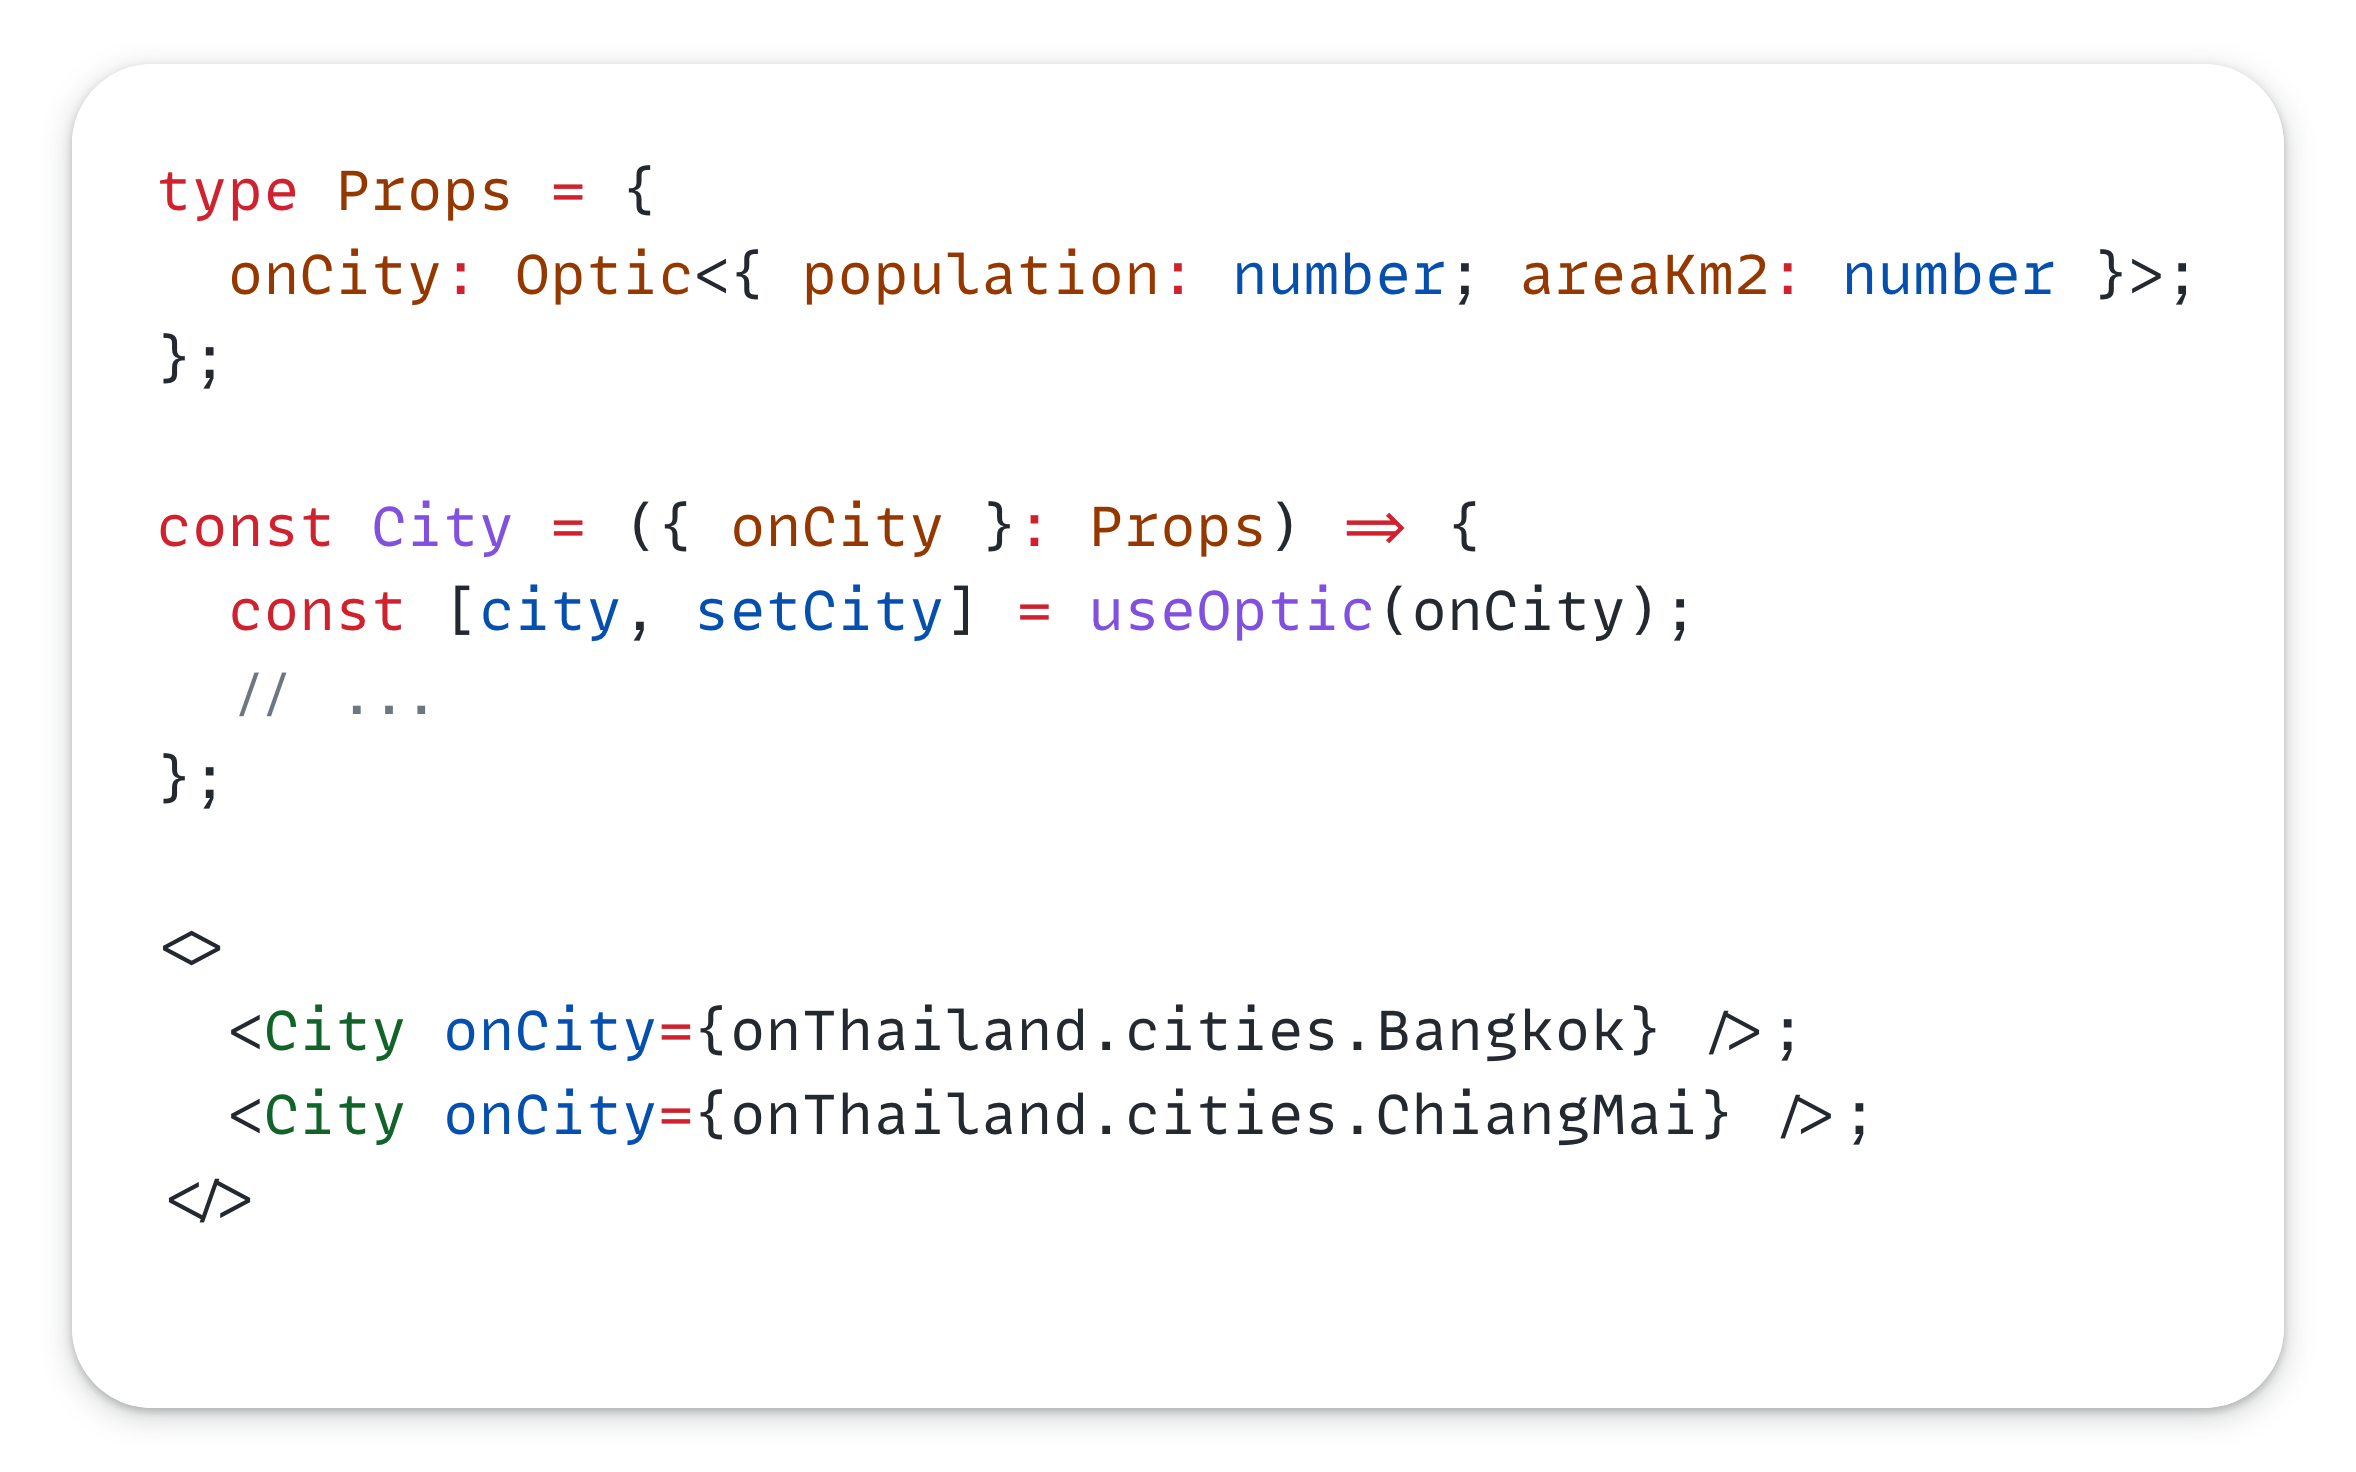 type Props = {
  onCity: Optic<{ population: number; areaKm2: number }>;
};

const City = ({ onCity }: Props) => {
  const [city, setCity] = useOptic(onCity);
  // ...
};

<>
  <City onCity={onThailand.cities.Bangkok} />;
  <City onCity={onThailand.cities.ChiangMai} />;
</>